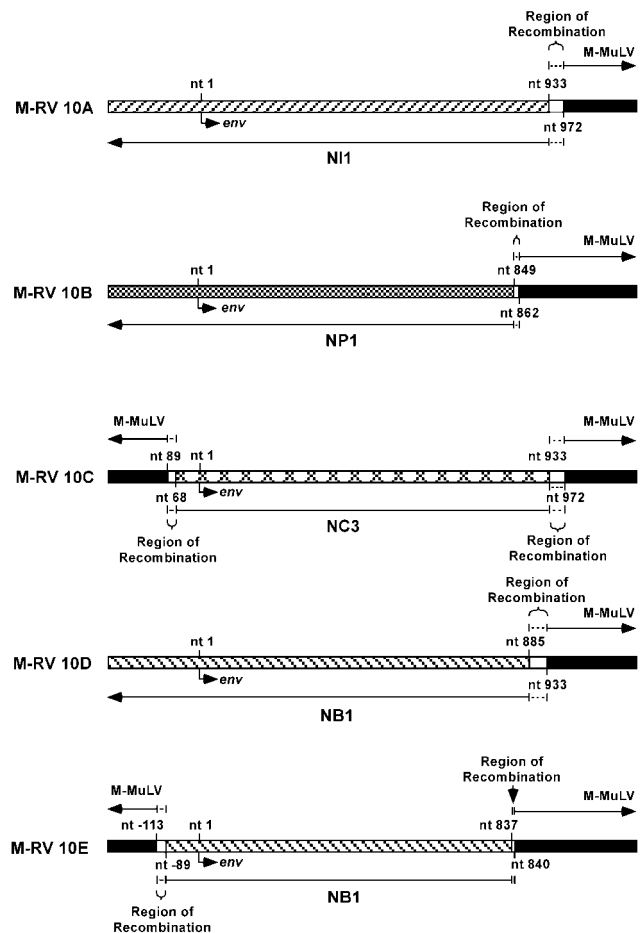 Region of
Recombination
M-MuLV
nt 1
nt 933
M-RV 10A
env
nt 972
NI1
Region of
Recombination
M-MuLV
nt 1
nt 849
M-RV 10B
env
nt 862
NP1
M-MuLV
M-MuLV
nt 89
nt 1
nt 933
M-RV 10C
nt 68
env
nt 972
NC3
Region of
Recombination
Region of
Recombination
Region of
Recombination
M-MuLV
nt 1
nt 885
M-RV 10D
env
nt 933
NB1
Region of
Recombination
M-MuLV
M-MuLV
nt -113
nt 1
nt 837
M-RV 10E
nt -89
env
nt 840
NB1
Region of
Recombination